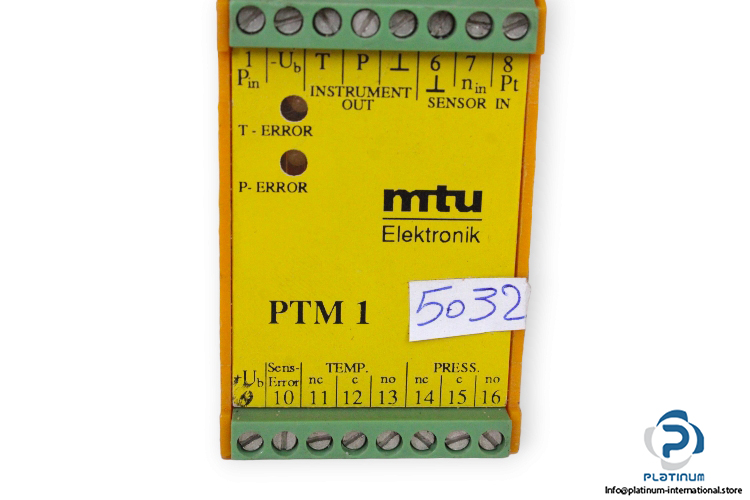 1 -Ub T P ⊥ 6 7 8
Pin ⊥ nin Pt
INSTRUMENT
OUT SENSOR IN
T - ERROR
P - ERROR
mtu
Elektronik
PTM 1
5032
+Ub Sens- TEMP. PRESS.
Error nc c no nc c no
10 11 12 13 14 15 16
PLATINUM
Info@platinum-international.store